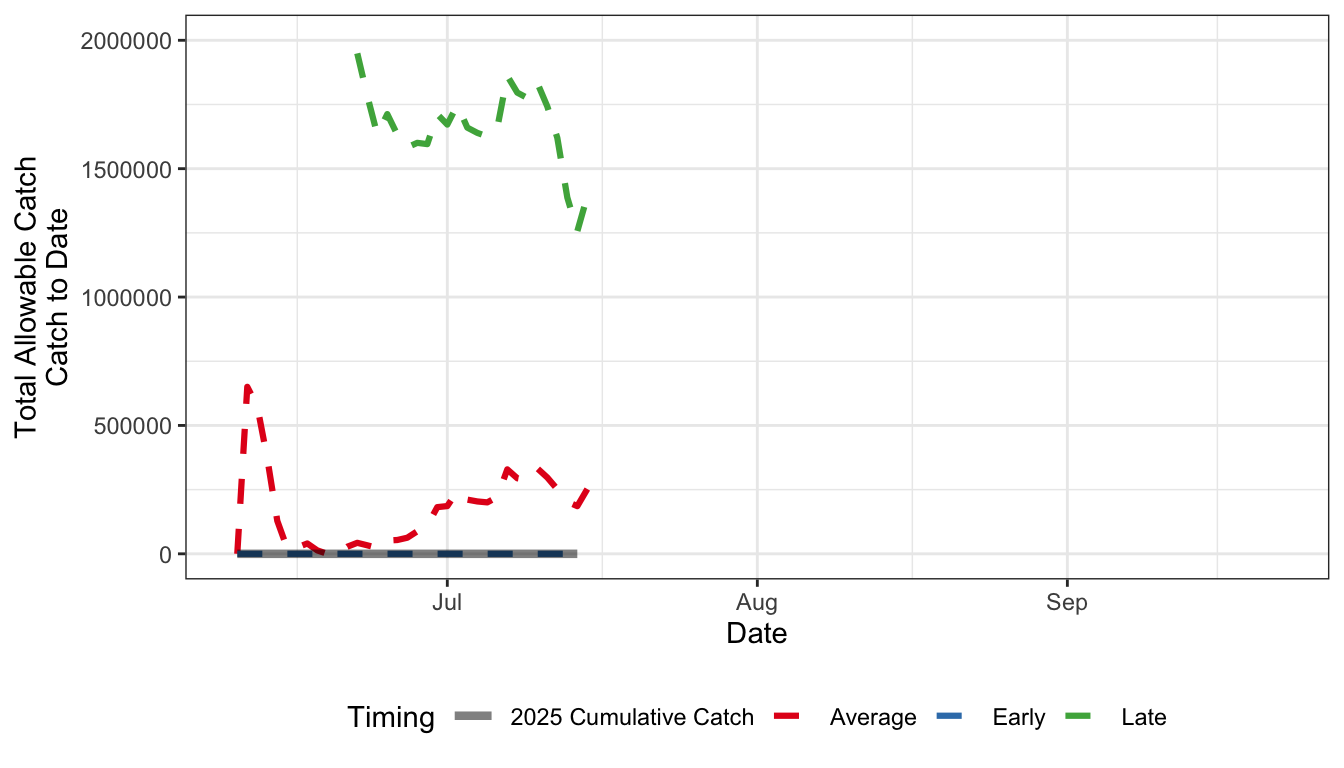 2000000
1500000
1000000
500000
0
Total Allowable Catch
Catch to Date
Jul
Aug
Sep
Date
Timing 2025 Cumulative Catch Average Early Late